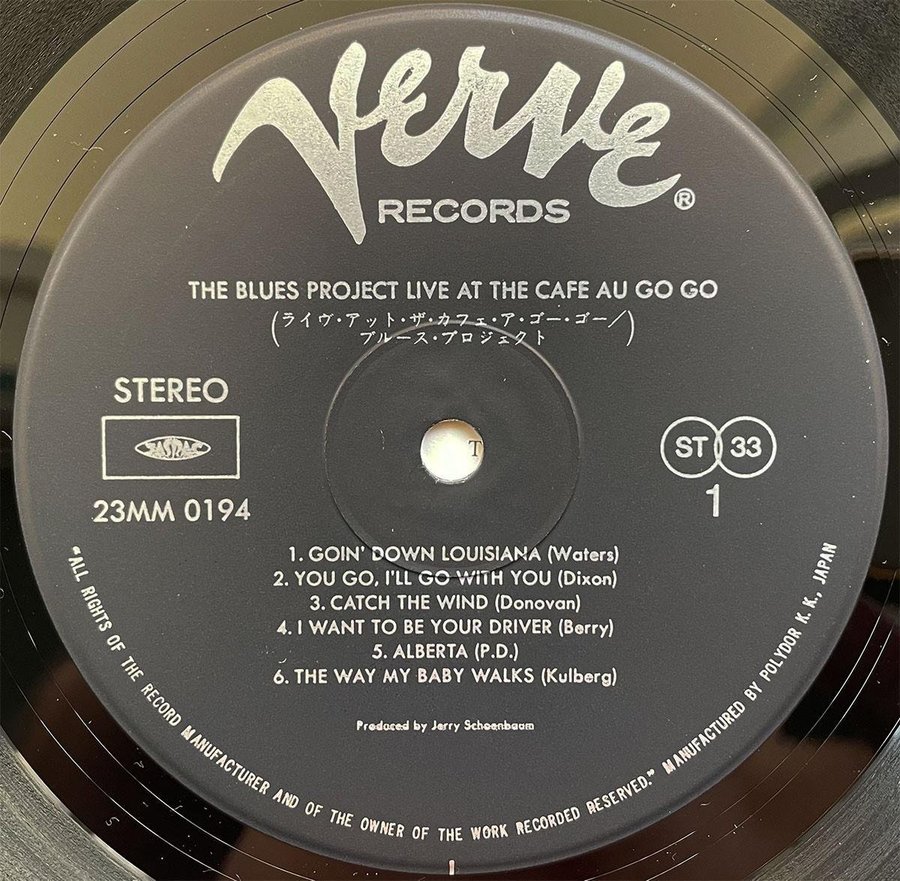 Verve
RECORDS ®
THE BLUES PROJECT LIVE AT THE CAFE AU GO GO
(ライヴ・アット・ザ・カフェ・ア・ゴー・ゴー/
ブルース・プロジェクト)
STEREO
JASRAC
23MM 0194
ST 33
1
T
1. GOIN' DOWN LOUISIANA (Waters)
2. YOU GO, I'LL GO WITH YOU (Dixon)
3. CATCH THE WIND (Donovan)
4. I WANT TO BE YOUR DRIVER (Berry)
5. ALBERTA (P.D.)
6. THE WAY MY BABY WALKS (Kulberg)
Produced by Jerry Schoenbaum
"ALL RIGHTS OF THE RECORD MANUFACTURER AND OF THE OWNER OF THE WORK RECORDED RESERVED." MANUFACTURED BY POLYDOR K. K., JAPAN